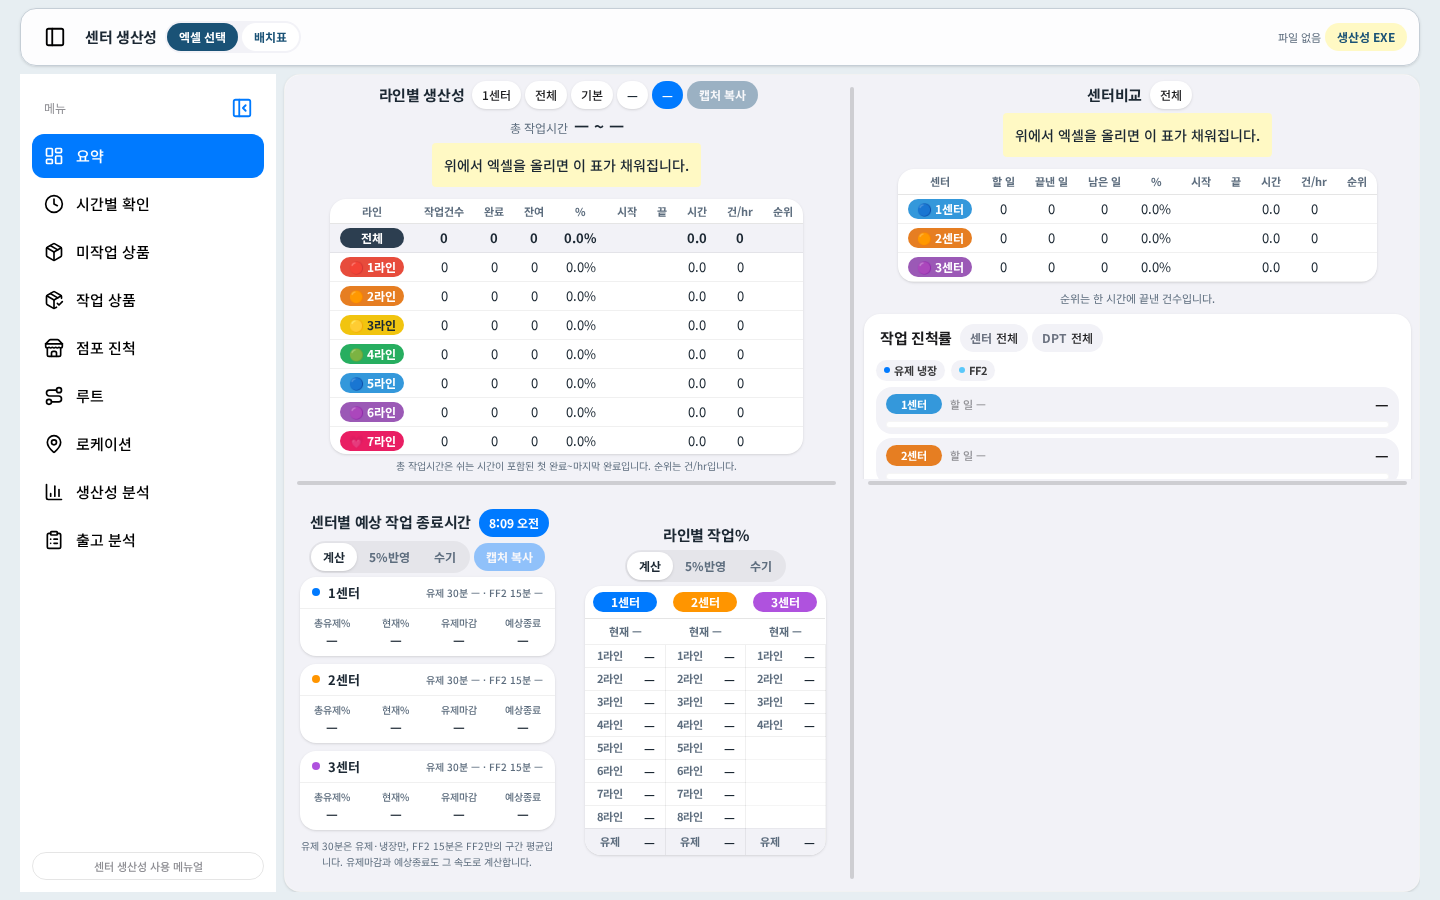 센터 생산성 엑셀 선택 배치표 파일 없음 생산성 EXE
메뉴
요약
시간별 확인
미작업 상품
작업 상품
점포 진척
루트
로케이션
생산성 분석
출고 분석
센터 생산성 사용 메뉴얼
라인별 생산성 1센터 전체 기본 — —캡처 복사
총 작업시간 — ~ —
위에서 엑셀을 올리면 이 표가 채워집니다.
라인 작업건수 완료 잔여 % 시작 끝 시간 건/hr 순위
전체 0 0 0 0.0% 0.0 0
1라인 0 0 0 0.0% 0.0 0
2라인 0 0 0 0.0% 0.0 0
3라인 0 0 0 0.0% 0.0 0
4라인 0 0 0 0.0% 0.0 0
5라인 0 0 0 0.0% 0.0 0
6라인 0 0 0 0.0% 0.0 0
7라인 0 0 0 0.0% 0.0 0
총 작업시간은 쉬는 시간이 포함된 첫 완료~마지막 완료입니다. 순위는 건/hr입니다.
센터비교 전체
위에서 엑셀을 올리면 이 표가 채워집니다.
센터 할 일 끝낸 일 남은 일 % 시작 끝 시간 건/hr 순위
1센터 0 0 0 0.0% 0.0 0
2센터 0 0 0 0.0% 0.0 0
3센터 0 0 0 0.0% 0.0 0
순위는 한 시간에 끝낸 건수입니다.
작업 진척률 센터 전체 DPT 전체
유제 냉장 FF2
1센터 할 일 — —
2센터 할 일 — —
센터별 예상 작업 종료시간 8:09 오전
계산 5%반영 수기 캡처 복사
1센터 유제 30분 — · FF2 15분 —
총유제% 현재% 유제마감 예상종료
— — — —
2센터 유제 30분 — · FF2 15분 —
총유제% 현재% 유제마감 예상종료
— — — —
3센터 유제 30분 — · FF2 15분 —
총유제% 현재% 유제마감 예상종료
— — — —
유제 30분은 유제·냉장만, FF2 15분은 FF2만의 구간 평균입
니다. 유제마감과 예상종료도 그 속도로 계산합니다.
라인별 작업%
계산 5%반영 수기
1센터 2센터 3센터
현재 — 현재 — 현재 —
1라인 — 1라인 — 1라인 —
2라인 — 2라인 — 2라인 —
3라인 — 3라인 — 3라인 —
4라인 — 4라인 — 4라인 —
5라인 — 5라인 —
6라인 — 6라인 —
7라인 — 7라인 —
8라인 — 8라인 —
유제 — 유제 — 유제 —